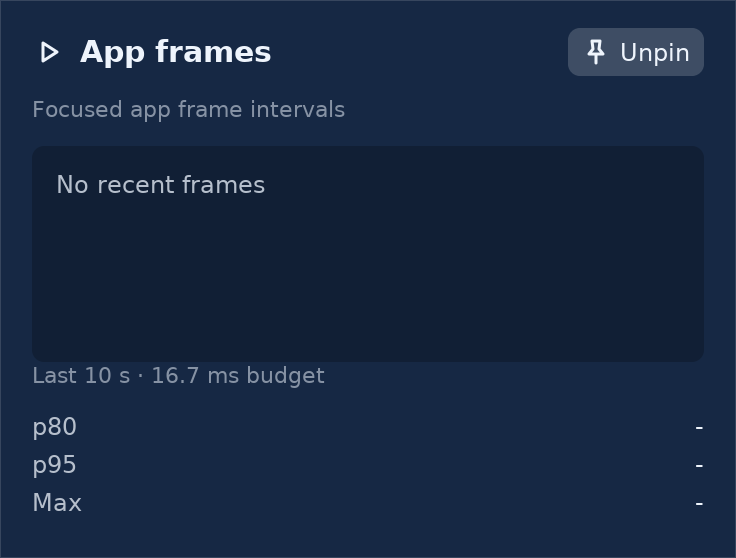 App frames
Unpin
Focused app frame intervals
No recent frames
Last 10 s · 16.7 ms budget
p80 -
p95 -
Max -